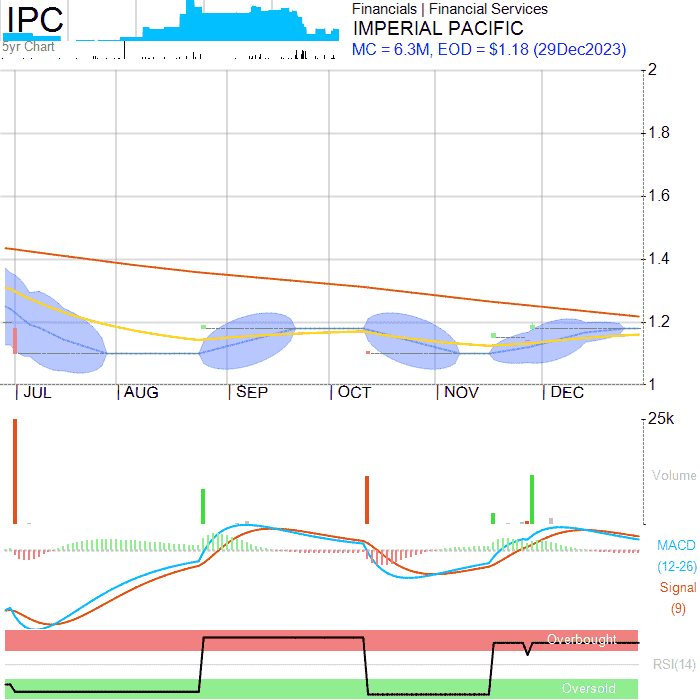 IPC
5yr Chart
Financials | Financial Services
IMPERIAL PACIFIC
MC = 6.3M, EOD = $1.18 (29Dec2023)
2
1.8
1.6
1.4
1.2
1
JUL AUG SEP OCT NOV DEC
25k
Volume
MACD
(12-26)
Signal
(9)
Overbought
RSI(14)
Oversold